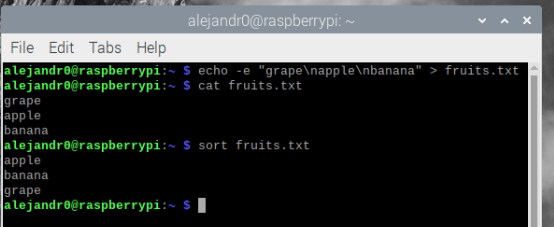 alejandr0@raspberrypi: ~
File Edit Tabs Help
alejandr0@raspberrypi:~ $ echo -e "grape\napple\nbanana" > fruits.txt
alejandr0@raspberrypi:~ $ cat fruits.txt
grape
apple
banana
alejandr0@raspberrypi:~ $ sort fruits.txt
apple
banana
grape
alejandr0@raspberrypi:~ $